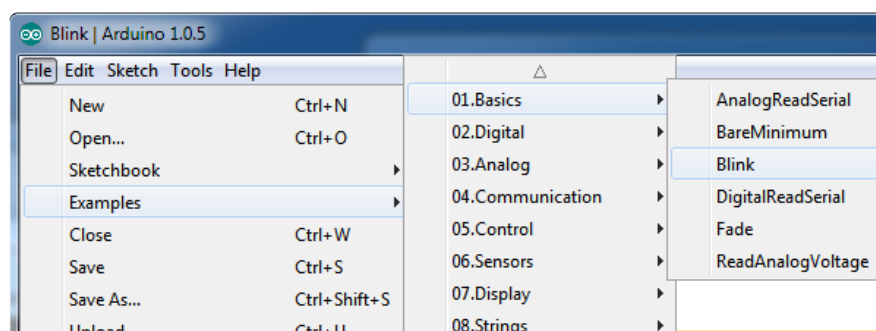 Blink | Arduino 1.0.5
File Edit Sketch Tools Help
New Ctrl+N
Open... Ctrl+O
Sketchbook
Examples
Close Ctrl+W
Save Ctrl+S
Save As... Ctrl+Shift+S
Upload Ctrl+U
01.Basics
02.Digital
03.Analog
04.Communication
05.Control
06.Sensors
07.Display
08.Strings
AnalogReadSerial
BareMinimum
Blink
DigitalReadSerial
Fade
ReadAnalogVoltage